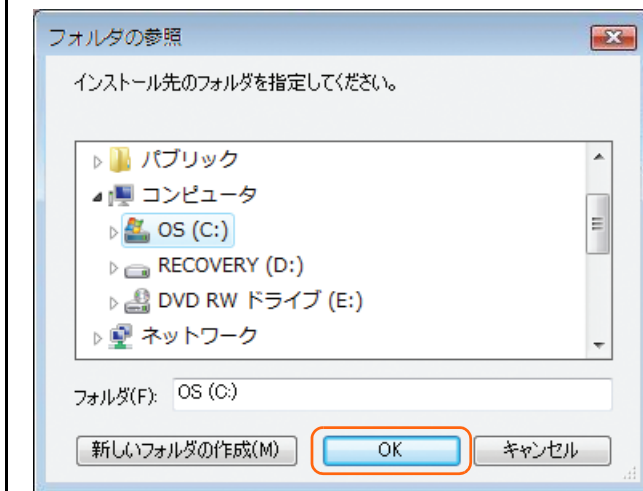 フォルダの参照
インストール先のフォルダを指定してください。
パブリック
コンピュータ
OS (C:)
RECOVERY (D:)
DVD RW ドライブ (E:)
ネットワーク
フォルダ(F): OS (C:)
新しいフォルダの作成(M) OK キャンセル